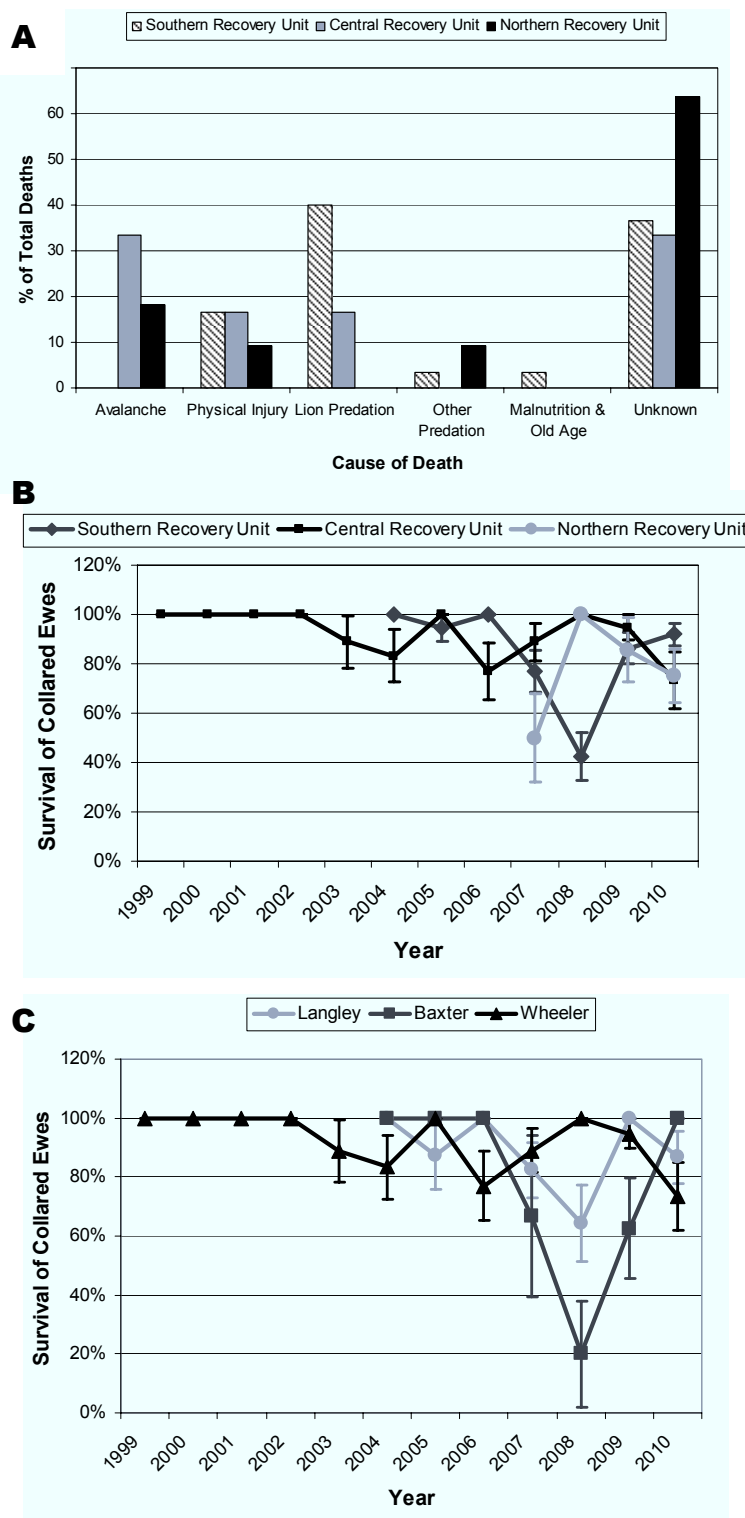 A
Southern Recovery Unit Central Recovery Unit Northern Recovery Unit
% of Total Deaths
60
50
40
30
20
10
0
Avalanche Physical Injury Lion Predation Other Predation Malnutrition & Old Age Unknown
Cause of Death
B
Southern Recovery Unit Central Recovery Unit Northern Recovery Unit
Survival of Collared Ewes
120%
100%
80%
60%
40%
20%
0%
1999 2000 2001 2002 2003 2004 2005 2006 2007 2008 2009 2010
Year
C
Langley Baxter Wheeler
Survival of Collared Ewes
120%
100%
80%
60%
40%
20%
0%
1999 2000 2001 2002 2003 2004 2005 2006 2007 2008 2009 2010
Year